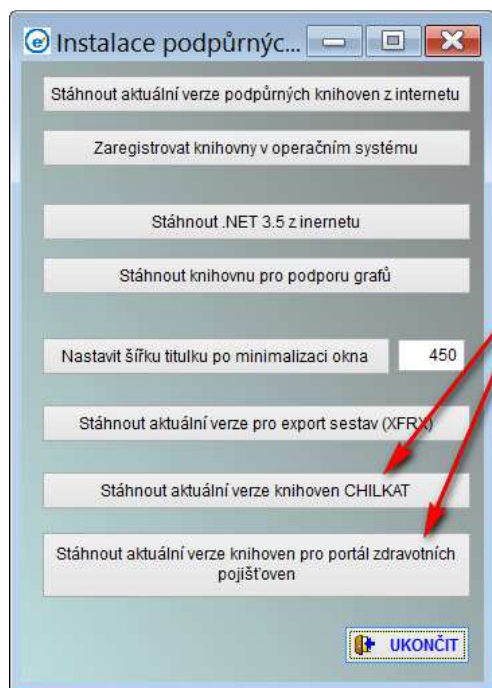 Instalace podpůrnýc...
Stáhnout aktuální verze podpůrných knihoven z internetu
Zaregistrovat knihovny v operačním systému
Stáhnout .NET 3.5 z inernetu
Stáhnout knihovnu pro podporu grafů
Nastavit šířku titulku po minimalizaci okna 450
Stáhnout aktuální verze pro export sestav (XFRX)
Stáhnout aktuální verze knihoven CHILKAT
Stáhnout aktuální verze knihoven pro portál zdravotních
pojišťoven
UKONČIT